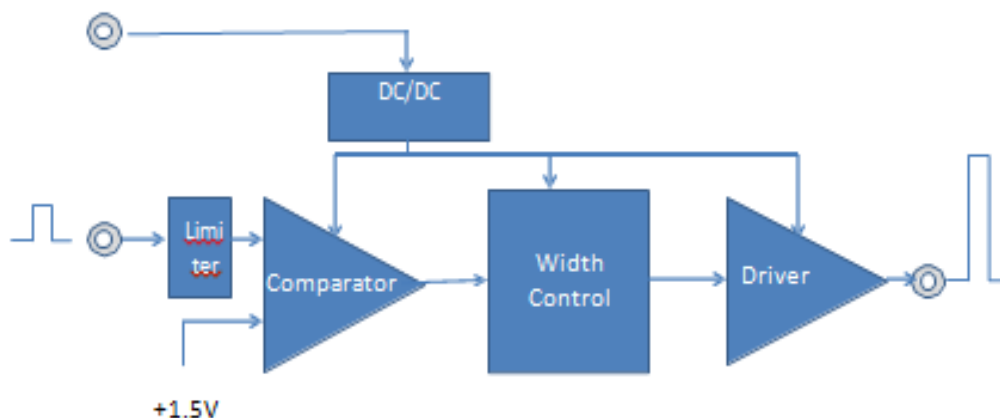 DC/DC
Limi
ter
Comparator
Width
Control
Driver
+1.5V